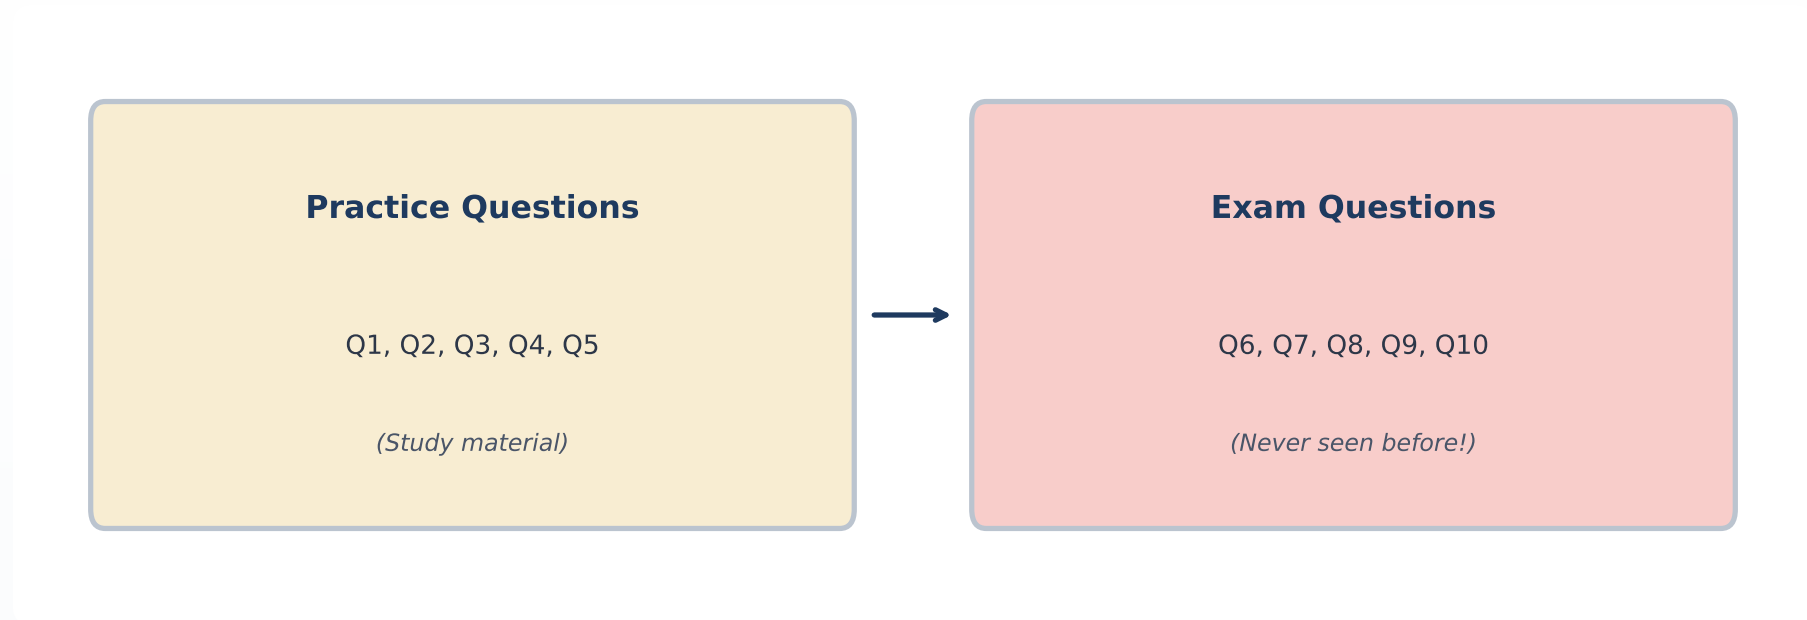 Practice Questions
Q1, Q2, Q3, Q4, Q5
(Study material)
Exam Questions
Q6, Q7, Q8, Q9, Q10
(Never seen before!)